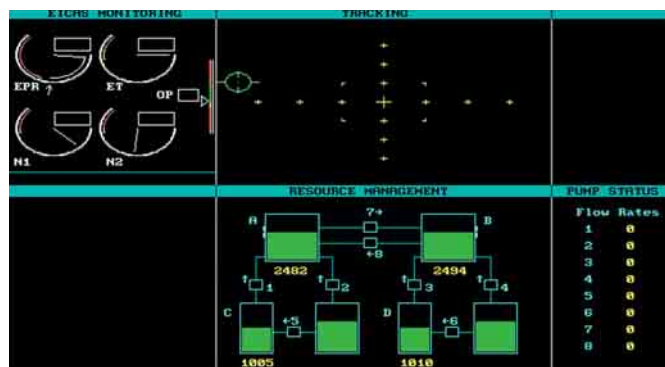 EICAS MONITORING
TRACKING
EPR
ET
OP
N1
N2
RESOURCE MANAGEMENT
PUMP STATUS
A
7→
B
Flow Rates
←8
1 0
2482
2494
2 0
↑ 1
↑ 2
↑ 3
↑ 4
3 0
4 0
C
←5
D
←6
5 0
6 0
7 0
8 0
1005
1010